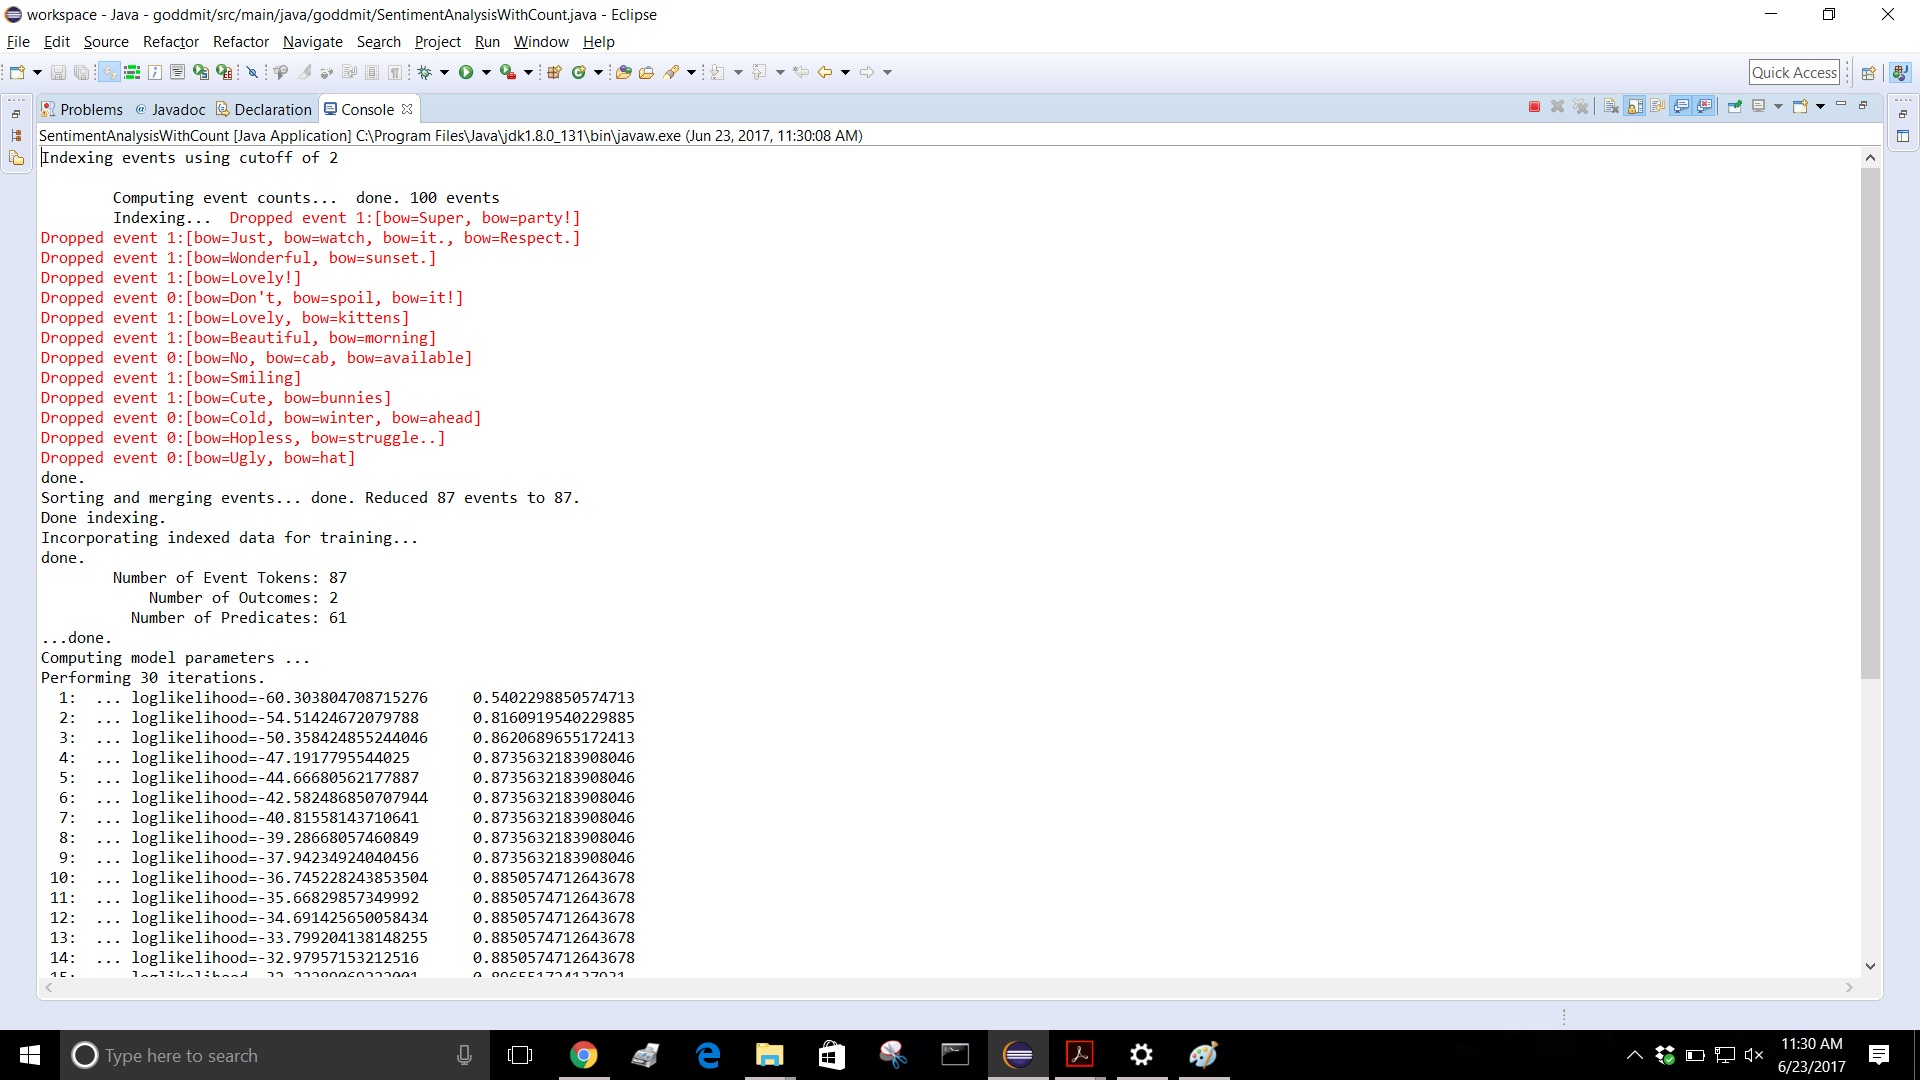 workspace - Java - goddmit/src/main/java/goddmit/SentimentAnalysisWithCount.java - Eclipse
File Edit Source Refactor Refactor Navigate Search Project Run Window Help
Quick Access
Problems @ Javadoc Declaration Console
SentimentAnalysisWithCount [Java Application] C:\Program Files\Java\jdk1.8.0_131\bin\javaw.exe (Jun 23, 2017, 11:30:08 AM)
Indexing events using cutoff of 2
Computing event counts... done. 100 events
Indexing... Dropped event 1:[bow=Super, bow=party!]
Dropped event 1:[bow=Just, bow=watch, bow=it., bow=Respect.]
Dropped event 1:[bow=Wonderful, bow=sunset.]
Dropped event 1:[bow=Lovely!]
Dropped event 0:[bow=Don't, bow=spoil, bow=it!]
Dropped event 1:[bow=Lovely, bow=kittens]
Dropped event 1:[bow=Beautiful, bow=morning]
Dropped event 0:[bow=No, bow=cab, bow=available]
Dropped event 1:[bow=Smiling]
Dropped event 1:[bow=Cute, bow=bunnies]
Dropped event 0:[bow=Cold, bow=winter, bow=ahead]
Dropped event 0:[bow=Hopless, bow=struggle..]
Dropped event 0:[bow=Ugly, bow=hat]
done.
Sorting and merging events... done. Reduced 87 events to 87.
Done indexing.
Incorporating indexed data for training...
done.
Number of Event Tokens: 87
Number of Outcomes: 2
Number of Predicates: 61
...done.
Computing model parameters ...
Performing 30 iterations.
1: ... loglikelihood=-60.303804708715276 0.5402298850574713
2: ... loglikelihood=-54.51424672079788 0.8160919540229885
3: ... loglikelihood=-50.358424855244046 0.8620689655172413
4: ... loglikelihood=-47.1917795544025 0.8735632183908046
5: ... loglikelihood=-44.66680562177887 0.8735632183908046
6: ... loglikelihood=-42.582486850707944 0.8735632183908046
7: ... loglikelihood=-40.81558143710641 0.8735632183908046
8: ... loglikelihood=-39.28668057460849 0.8735632183908046
9: ... loglikelihood=-37.94234924040456 0.8735632183908046
10: ... loglikelihood=-36.745228243853504 0.8850574712643678
11: ... loglikelihood=-35.66829857349992 0.8850574712643678
12: ... loglikelihood=-34.691425650058434 0.8850574712643678
13: ... loglikelihood=-33.799204138148255 0.8850574712643678
14: ... loglikelihood=-32.97957153212516 0.8850574712643678
Type here to search
11:30 AM
6/23/2017